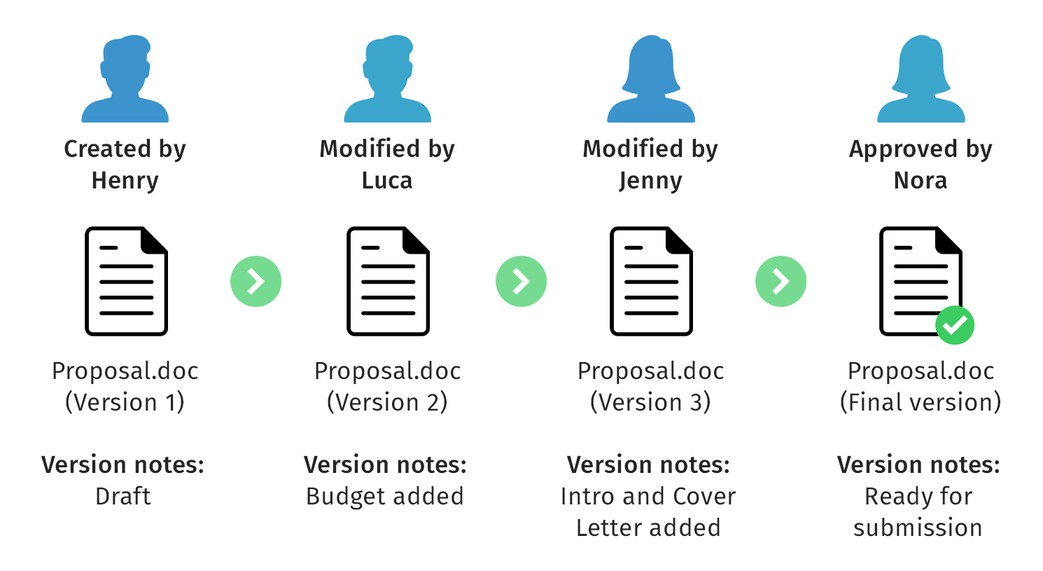 Created by
Henry
Modified by
Luca
Modified by
Jenny
Approved by
Nora
Proposal.doc
(Version 1)
Proposal.doc
(Version 2)
Proposal.doc
(Version 3)
Proposal.doc
(Final version)
Version notes:
Draft
Version notes:
Budget added
Version notes:
Intro and Cover
Letter added
Version notes:
Ready for
submission